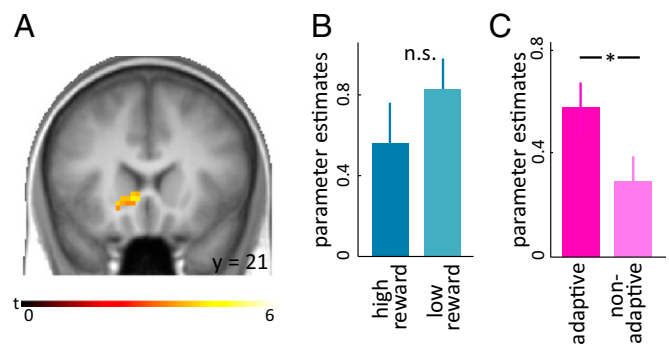 A
y = 21
t
0
6
B
parameter estimates
0
0.4
0.8
n.s.
high
reward
low
reward
C
parameter estimates
0
0.4
0.8
*
adaptive
non-
adaptive